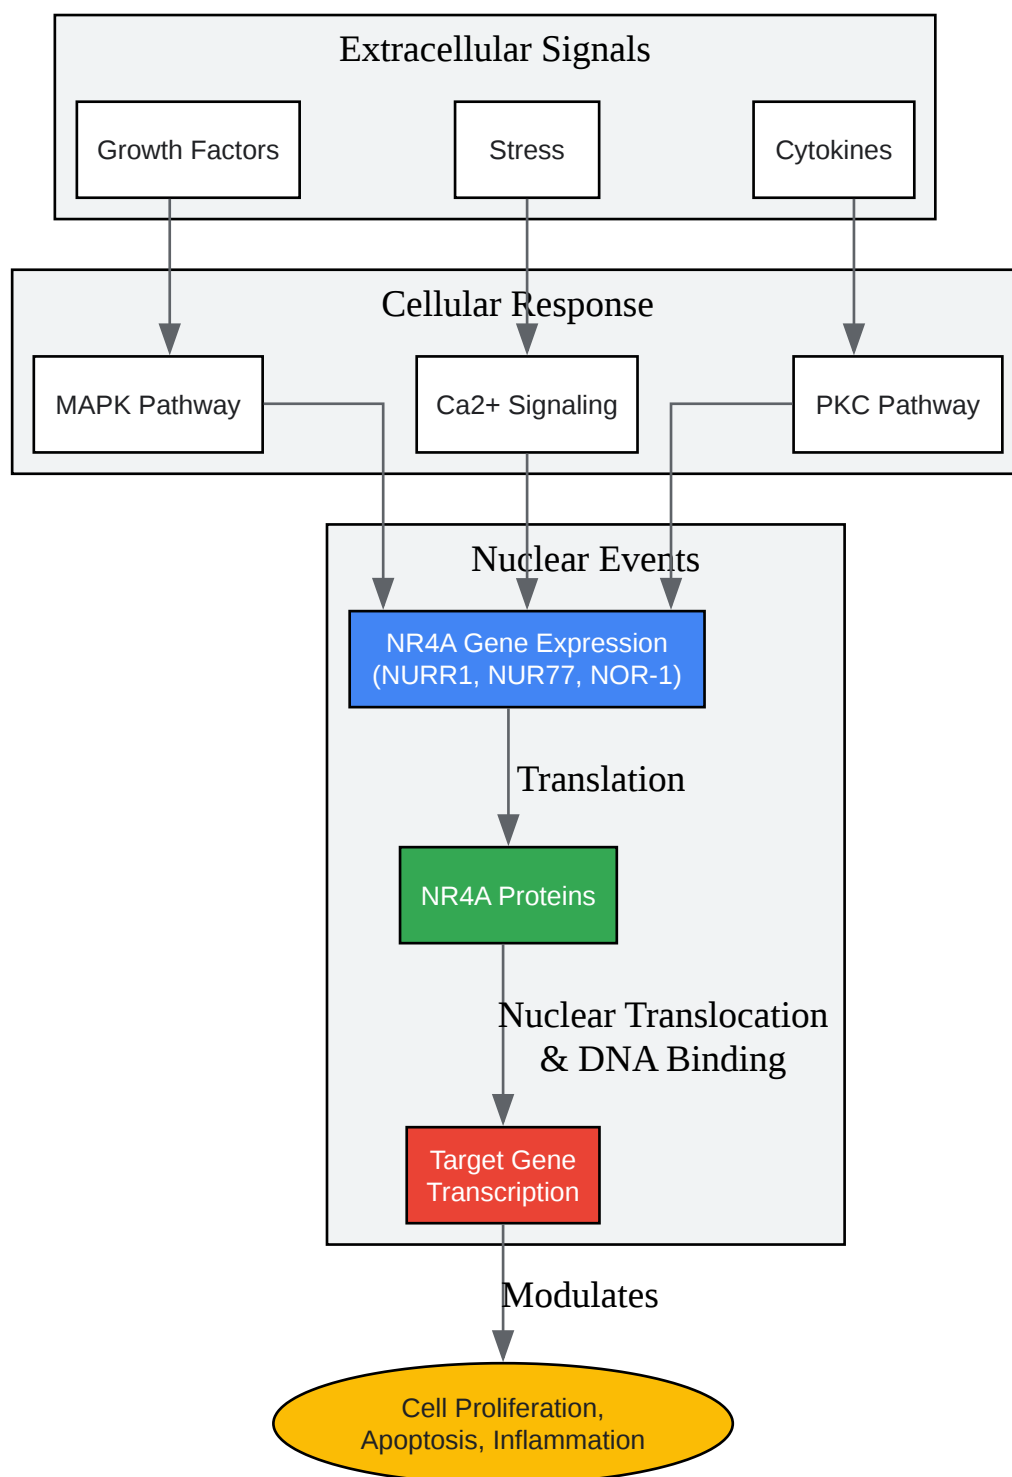 Extracellular Signals
Growth Factors
Stress
Cytokines
Cellular Response
MAPK Pathway
Ca2+ Signaling
PKC Pathway
Nuclear Events
NR4A Gene Expression
(NURR1, NUR77, NOR-1)
Translation
NR4A Proteins
Nuclear Translocation
& DNA Binding
Target Gene
Transcription
Modulates
Cell Proliferation,
Apoptosis, Inflammation